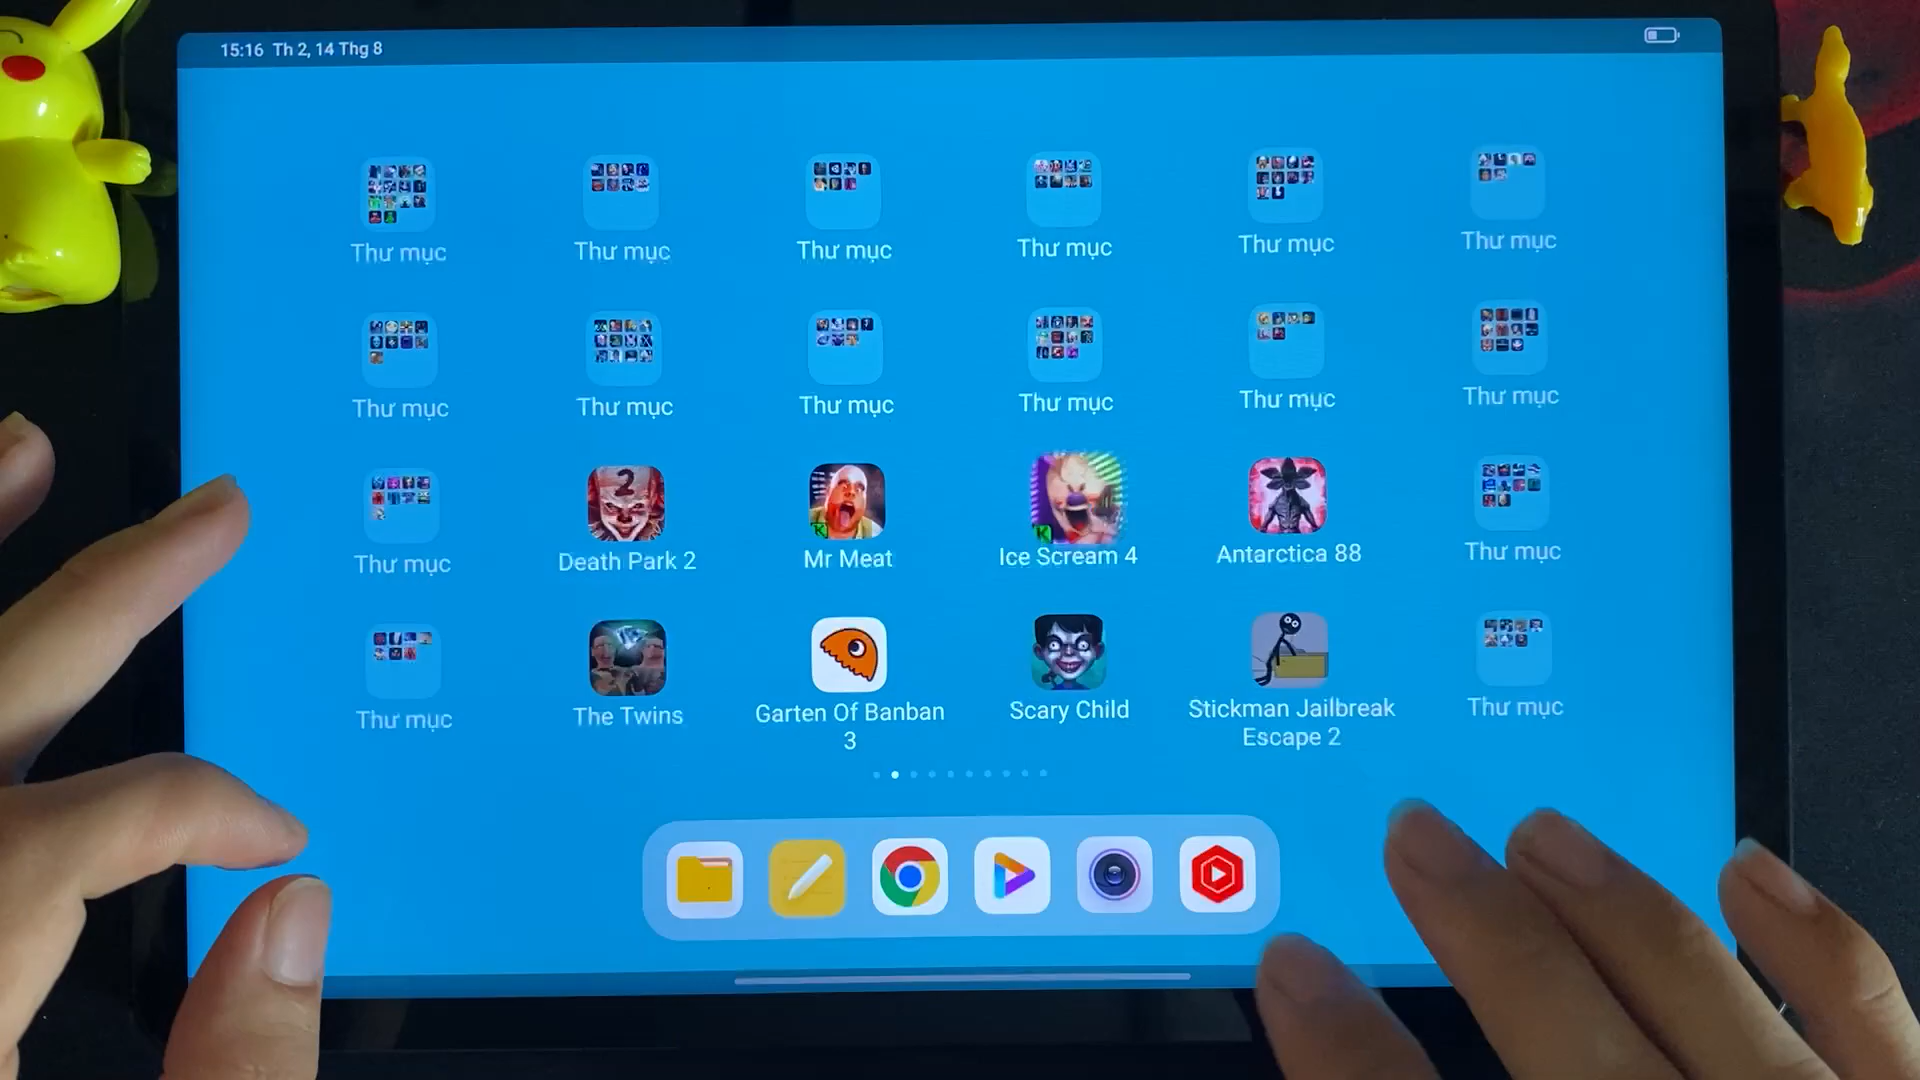 15:16 Th 2, 14 Thg 8
Thư mục Thư mục Thư mục Thư mục Thư mục Thư mục
Thư mục Thư mục Thư mục Thư mục Thư mục Thư mục
Thư mục Death Park 2 Mr Meat Ice Scream 4 Antarctica 88 Thư mục
Thư mục The Twins Garten Of Banban 3 Scary Child Stickman Jailbreak Escape 2 Thư mục